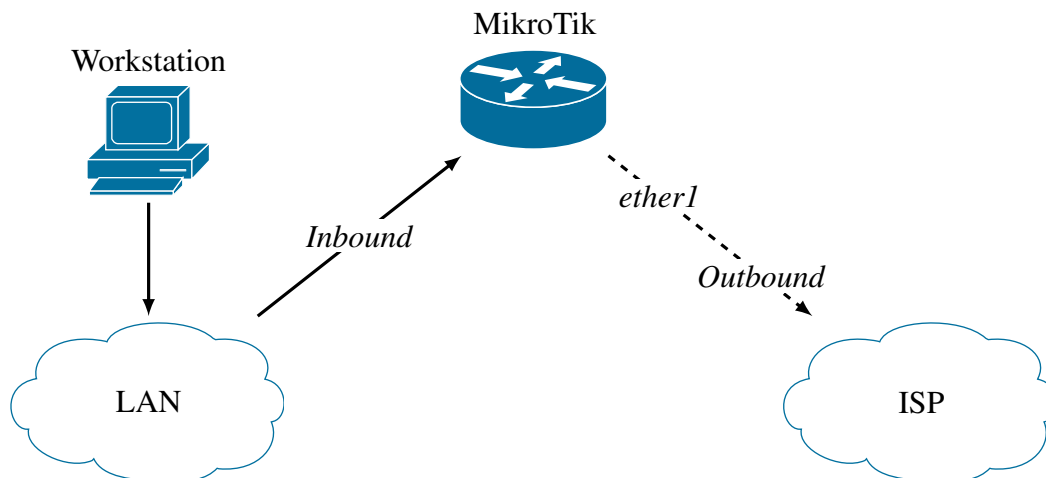 MikroTik
Workstation
ether1
Inbound
Outbound
LAN
ISP